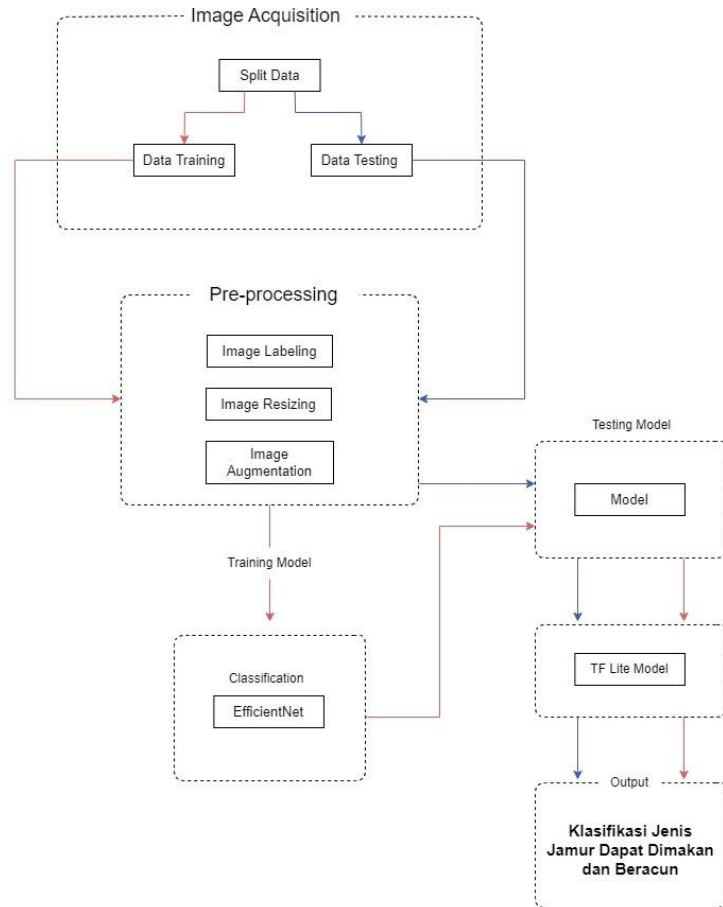 Image Acquisition
Split Data
Data Training
Data Testing
Pre-processing
Image Labeling
Image Resizing
Image
Augmentation
Testing Model
Model
Training Model
Classification
EfficientNet
TF Lite Model
Output
Klasifikasi Jenis
Jamur Dapat Dimakan
dan Beracun